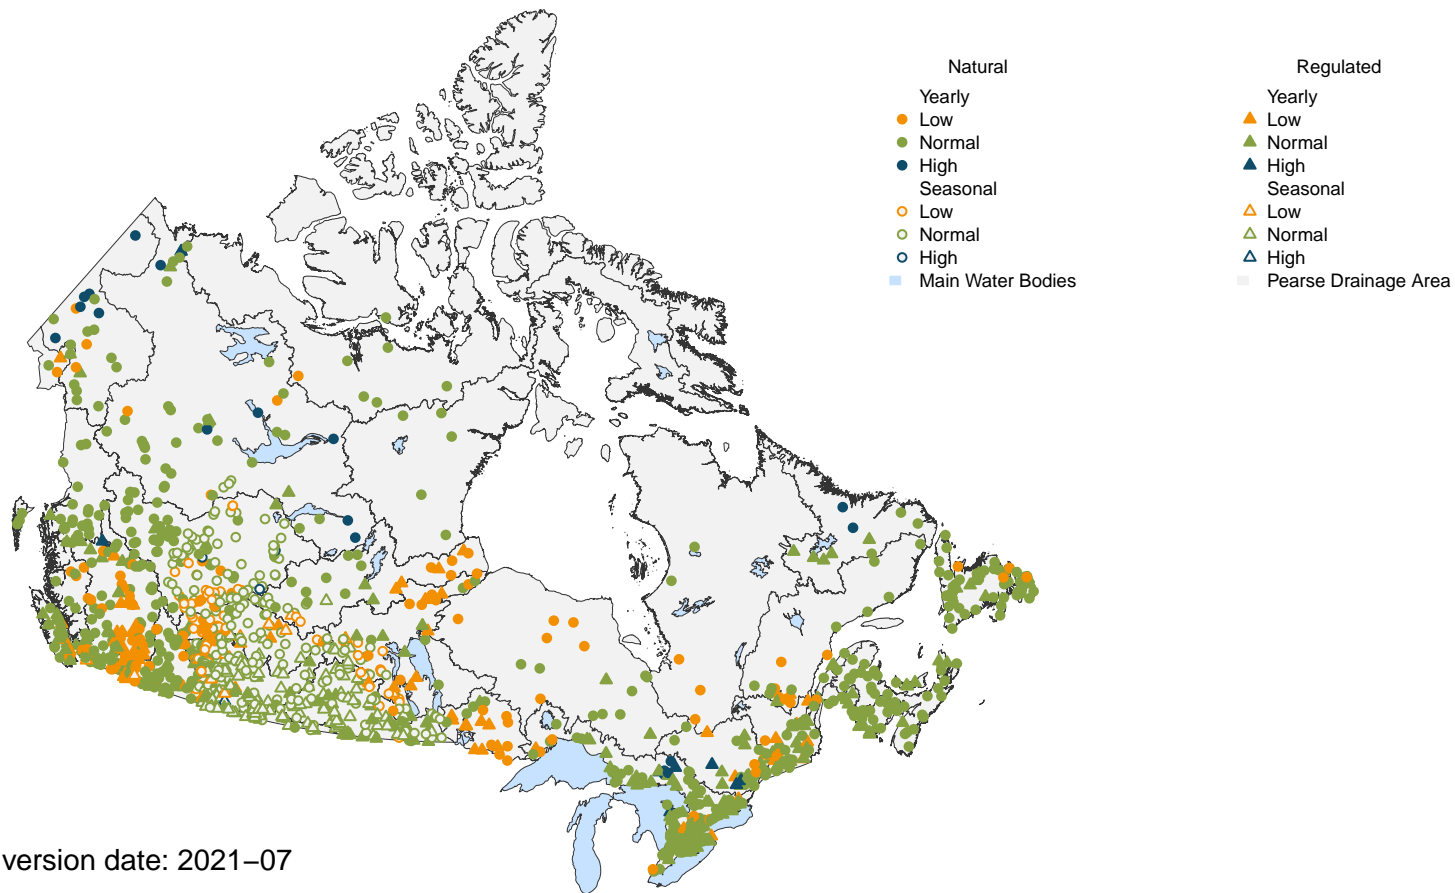 Natural
Yearly
Low
Normal
High
Seasonal
Low
Normal
High
Main Water Bodies
Regulated
Yearly
Low
Normal
High
Seasonal
Low
Normal
High
Pearse Drainage Area
version date: 2021−07